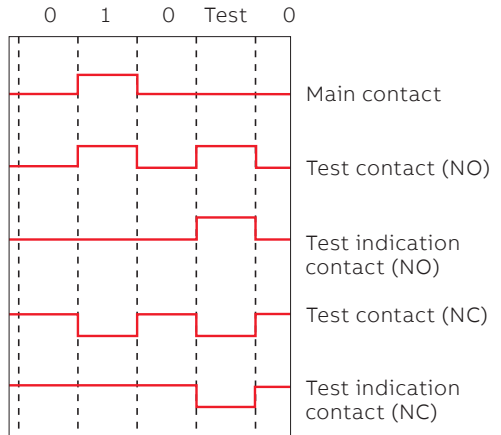 0 1 0 Test 0
Main contact
Test contact (NO)
Test indication
contact (NO)
Test contact (NC)
Test indication
contact (NC)